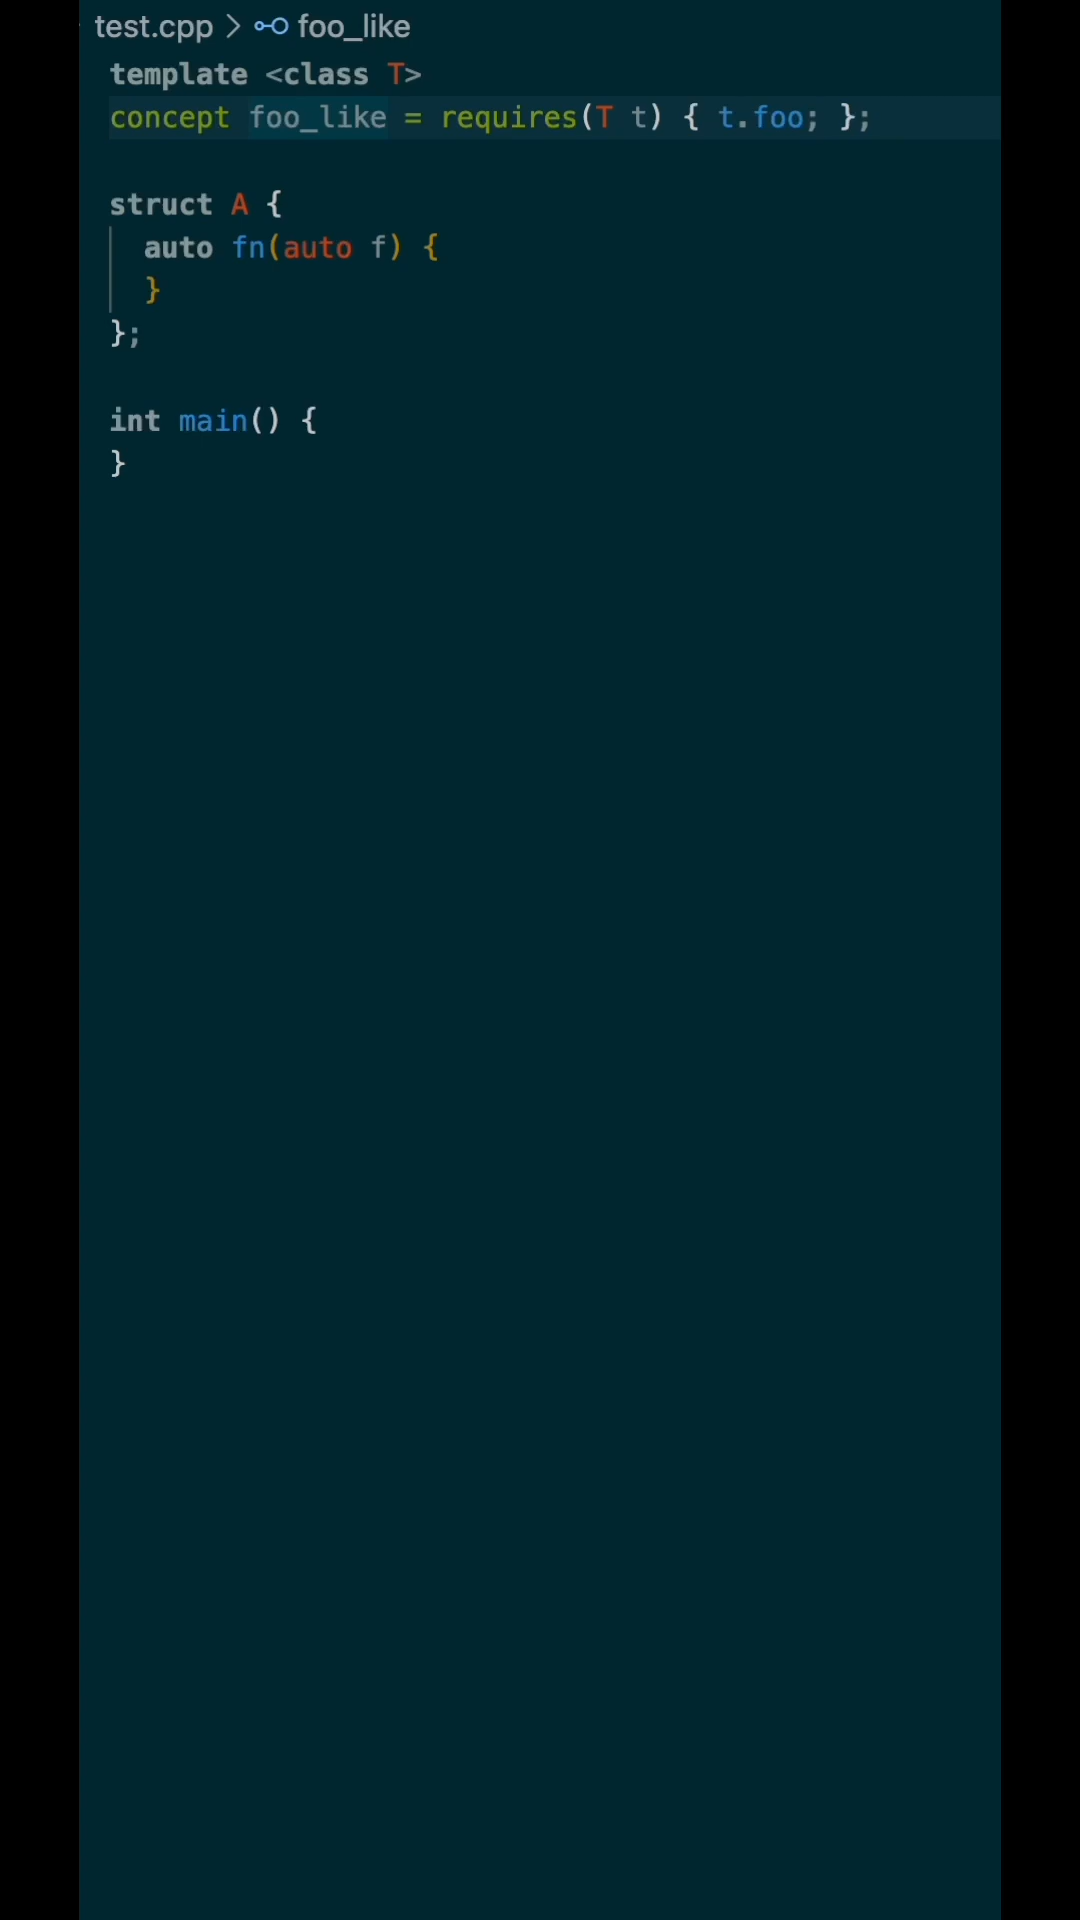 test.cpp > foo_like
template <class T>
concept foo_like = requires(T t) { t.foo; };

struct A {
  auto fn(auto f) {
  }
};

int main() {
}